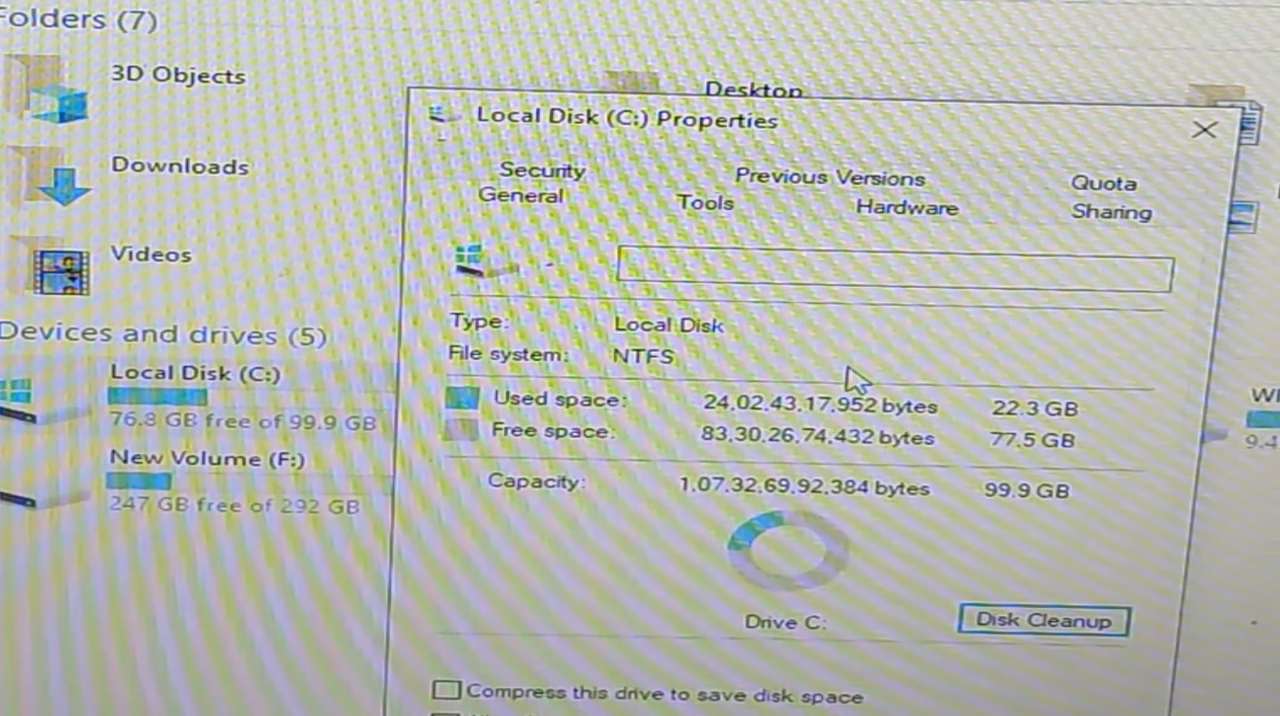 Folders (7)
3D Objects
Desktop
Downloads
Videos
Devices and drives (5)
Local Disk (C:)
76.8 GB free of 99.9 GB
New Volume (F:)
247 GB free of 292 GB
Local Disk (C:) Properties
Security Previous Versions Quota
General Tools Hardware Sharing
Type: Local Disk
File system: NTFS
Used space: 24,02,43,17,952 bytes 22.3 GB
Free space: 83,30,26,74,432 bytes 77.5 GB
Capacity: 1,07,32,69,92,384 bytes 99.9 GB
Drive C: Disk Cleanup
Compress this drive to save disk space
9.4